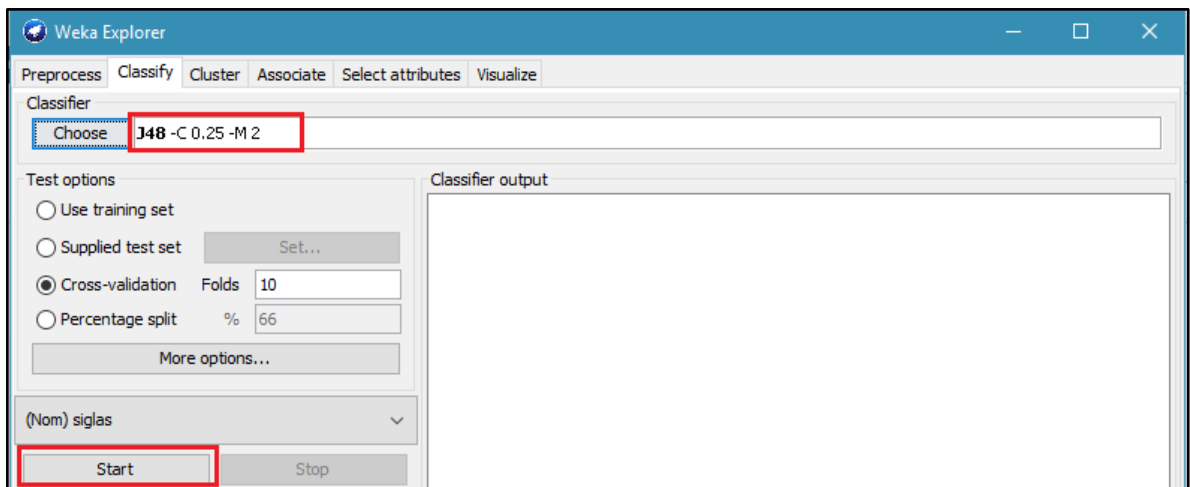 Weka Explorer
Preprocess Classify Cluster Associate Select attributes Visualize
Classifier
Choose J48 -C 0.25 -M 2
Test options
Use training set
Supplied test set Set...
Cross-validation Folds 10
Percentage split % 66
More options...
(Nom) siglas
Start Stop
Classifier output